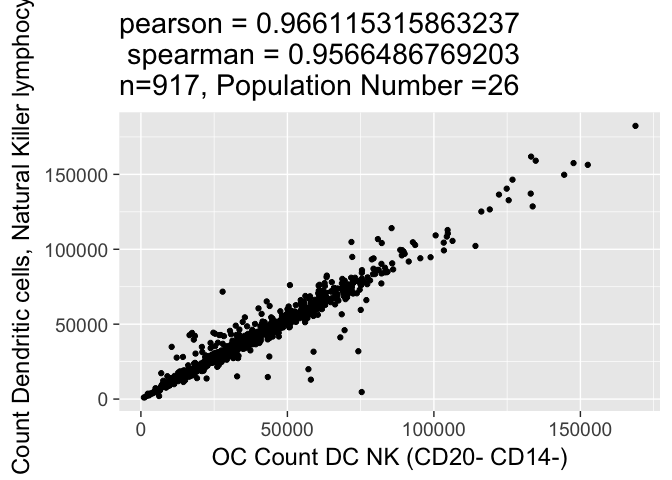 pearson = 0.966115315863237
spearman = 0.9566486769203
n=917, Population Number =26
Count Dendritic cells, Natural Killer lymphocy
150000
100000
50000
0
0 50000 100000 150000
OC Count DC NK (CD20- CD14-)